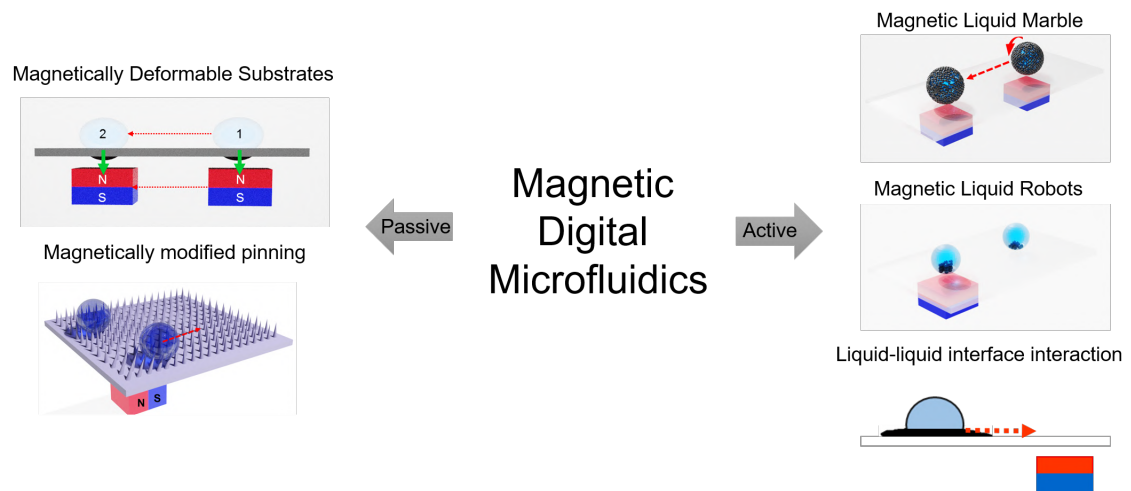 Magnetically Deformable Substrates
2
1
N
N
S
S
Magnetically modified pinning
N
S
Passive
Magnetic
Digital
Microfluidics
Active
Magnetic Liquid Marble
Magnetic Liquid Robots
Liquid-liquid interface interaction